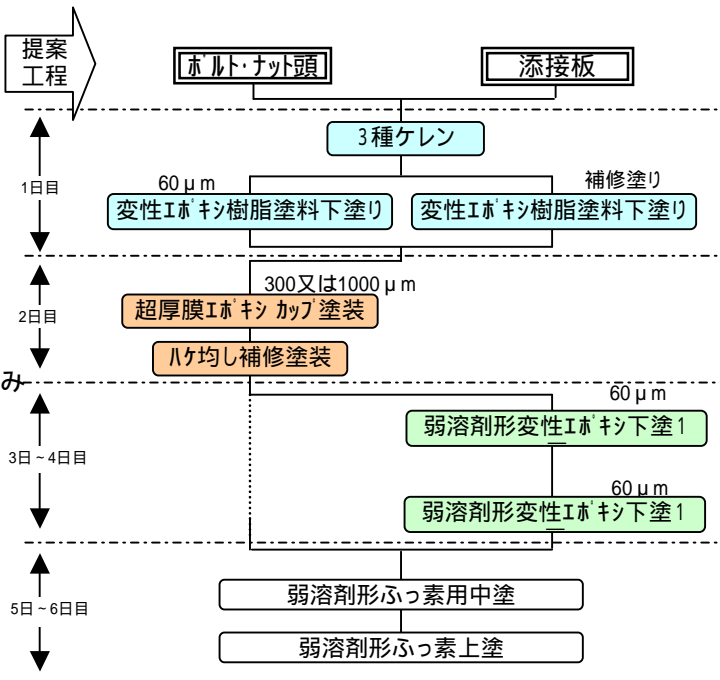 提案
工程
ﾎﾞﾙﾄ･ﾅｯﾄ頭
添接板
3種ケレン
1日目
60μm
補修塗り
変性ｴﾎﾟｷｼ樹脂塗料下塗り
変性ｴﾎﾟｷｼ樹脂塗料下塗り
300又は1000μm
2日目
超厚膜ｴﾎﾟｷｼ ｶｯﾌﾟ塗装
ﾊｹ均し補修塗装
み
60μm
弱溶剤形変性ｴﾎﾟｷｼ下塗1
3日~4日目
60μm
弱溶剤形変性ｴﾎﾟｷｼ下塗1
弱溶剤形ふっ素用中塗
5日~6日目
弱溶剤形ふっ素上塗